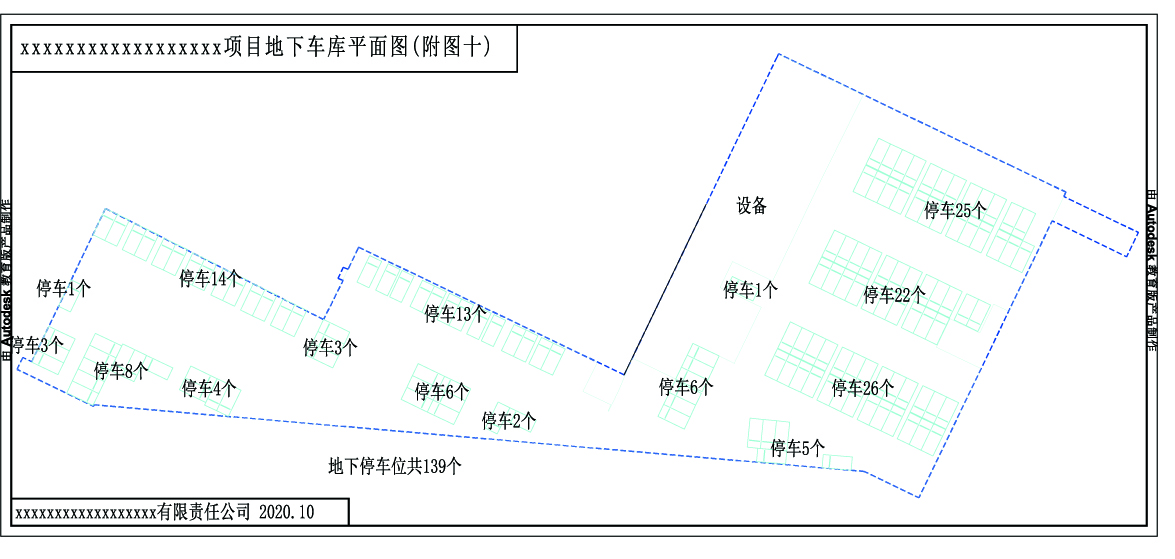 xxxxxxxxxxxxxxxxxx项目地下车库平面图(附图十)
由 Autodesk 教育版产品制作
由 Autodesk 教育版产品制作
设备
停车25个
停车14个
停车1个
停车1个
停车22个
停车13个
停车3个
停车3个
停车8个
停车4个
停车6个
停车6个
停车26个
停车2个
停车5个
地下停车位共139个
xxxxxxxxxxxxxxxxxx有限责任公司 2020.10